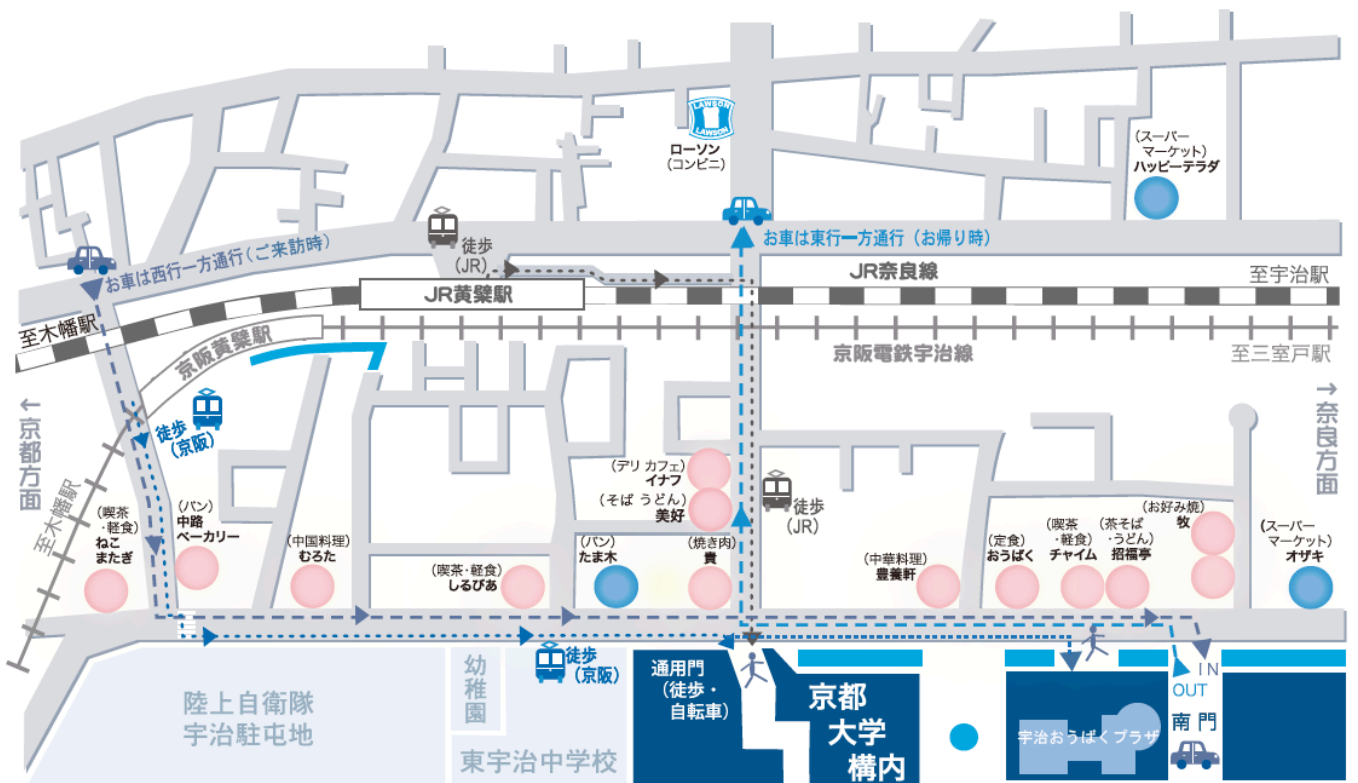 LAWSON
LAWSON
ローソン
(コンビニ)
(スーパー
マーケット)
ハッピーテラダ
お車は西行一方通行(ご来訪時)
徒歩
(JR)
お車は東行一方通行(お帰り時)
JR奈良線
至宇治駅
JR黄檗駅
至木幡駅
京阪黄檗駅
京阪電鉄宇治線
至三室戸駅
←京都方面
→奈良方面
徒歩
(京阪)
至木幡駅
(デリ カフェ)
イナフ
(そば うどん)
美好
徒歩
(JR)
(喫茶
・軽食)
ねこ
またぎ
(パン)
中路
ベーカリー
(中国料理)
むろた
(喫茶・軽食)
しるびあ
(パン)
たま木
(焼き肉)
貴
(中華料理)
豊養軒
(定食)
おうばく
(喫茶
・軽食)
チャイム
(茶そば
・うどん)
招福亭
(お好み焼)
牧
(スーパー
マーケット)
オザキ
徒歩
(京阪)
陸上自衛隊
宇治駐屯地
幼稚園
東宇治中学校
通用門
(徒歩・
自転車)
京都
大学
構内
宇治おうばくプラザ
IN
OUT
南門